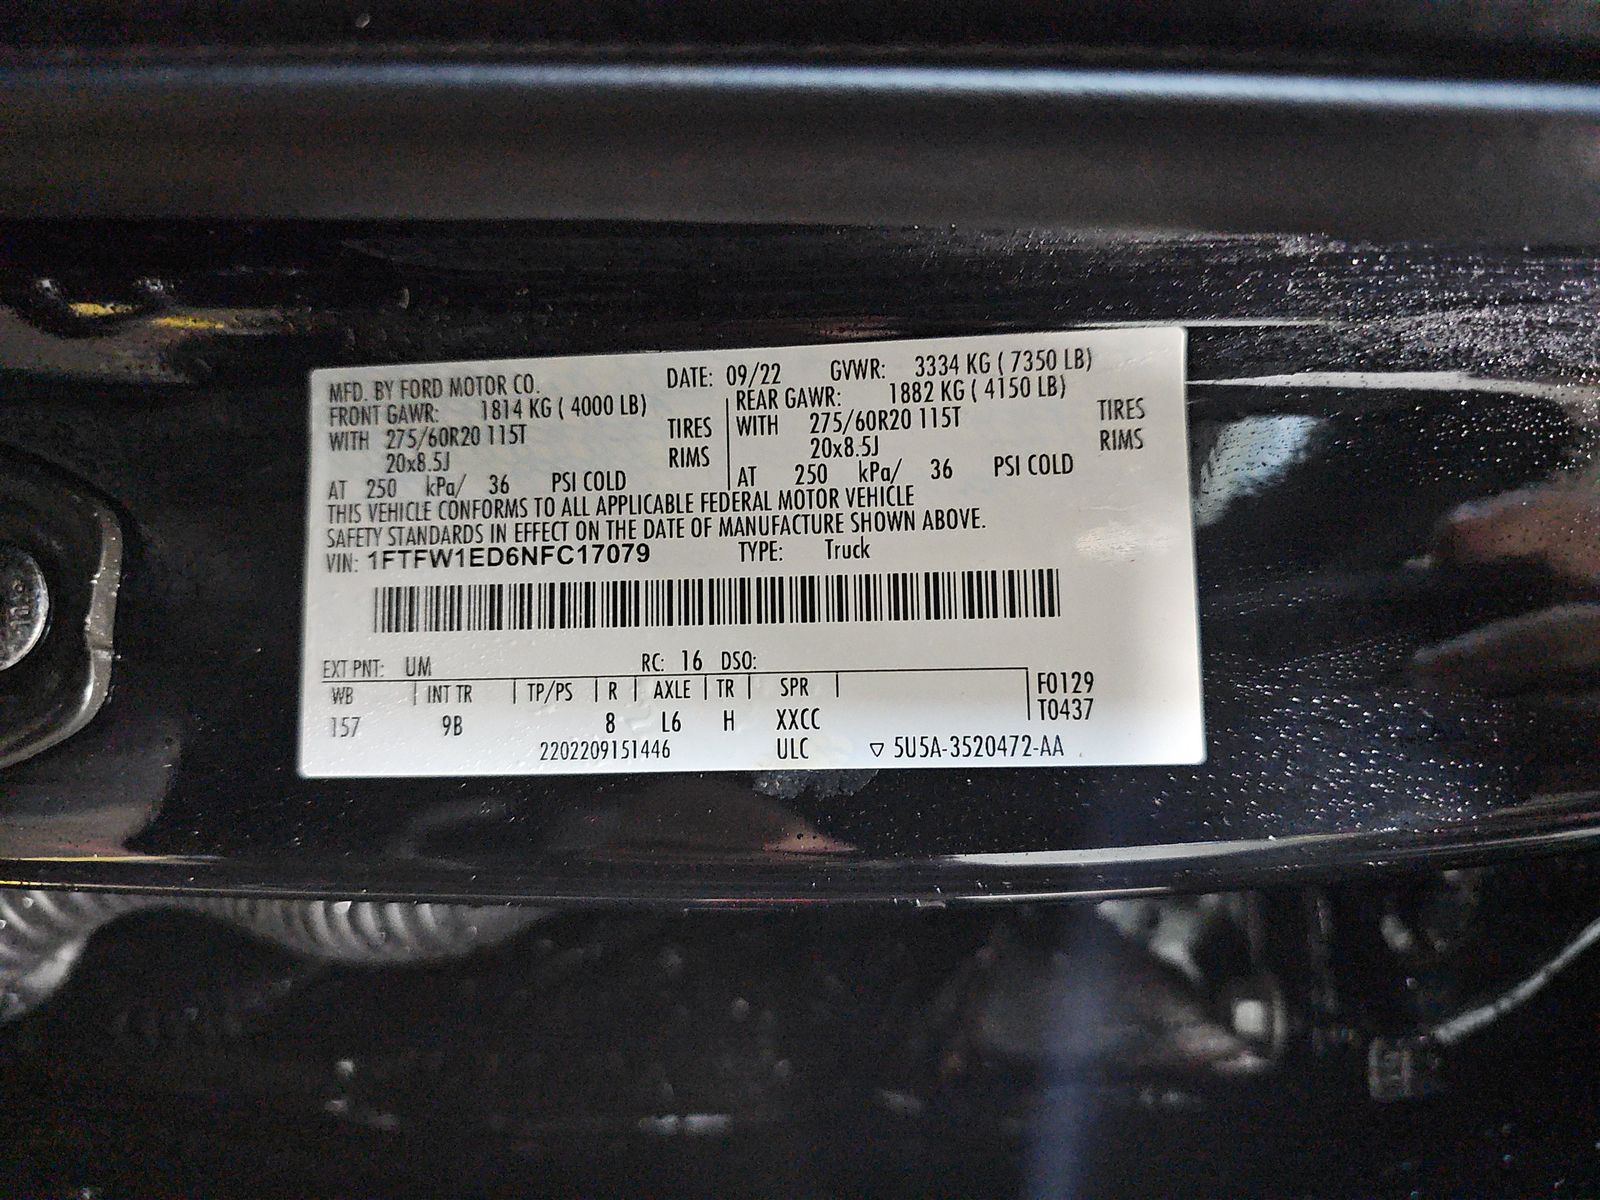 MFD. BY FORD MOTOR CO. DATE: 09/22 GVWR: 3334 KG ( 7350 LB)
FRONT GAWR: 1814 KG ( 4000 LB) REAR GAWR: 1882 KG ( 4150 LB)
WITH 275/60R20 115T TIRES WITH 275/60R20 115T TIRES
20x8.5J RIMS 20x8.5J RIMS
AT 250 kPa/ 36 PSI COLD AT 250 kPa/ 36 PSI COLD
THIS VEHICLE CONFORMS TO ALL APPLICABLE FEDERAL MOTOR VEHICLE
SAFETY STANDARDS IN EFFECT ON THE DATE OF MANUFACTURE SHOWN ABOVE.
VIN: 1FTFW1ED6NFC17079 TYPE: Truck
EXT PNT: UM RC: 16 DSO:
WB | INT TR | TP/PS | R | AXLE | TR | SPR | F0129
157 9B 8 L6 H XXCC T0437
2202209151446 ULC ▽ 5U5A-3520472-AA